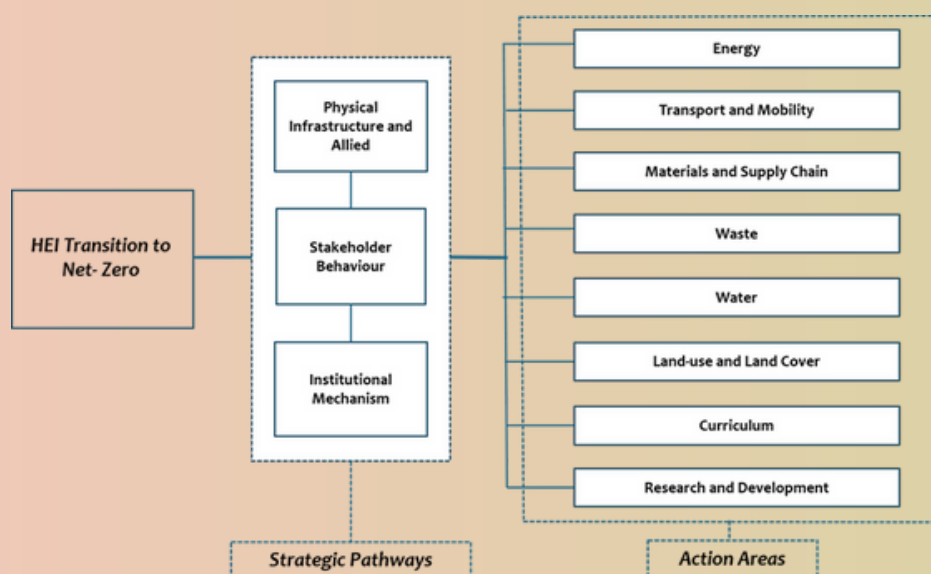 HEI Transition to
Net- Zero
Physical
Infrastructure and
Allied
Stakeholder
Behaviour
Institutional
Mechanism
Strategic Pathways
Energy
Transport and Mobility
Materials and Supply Chain
Waste
Water
Land-use and Land Cover
Curriculum
Research and Development
Action Areas